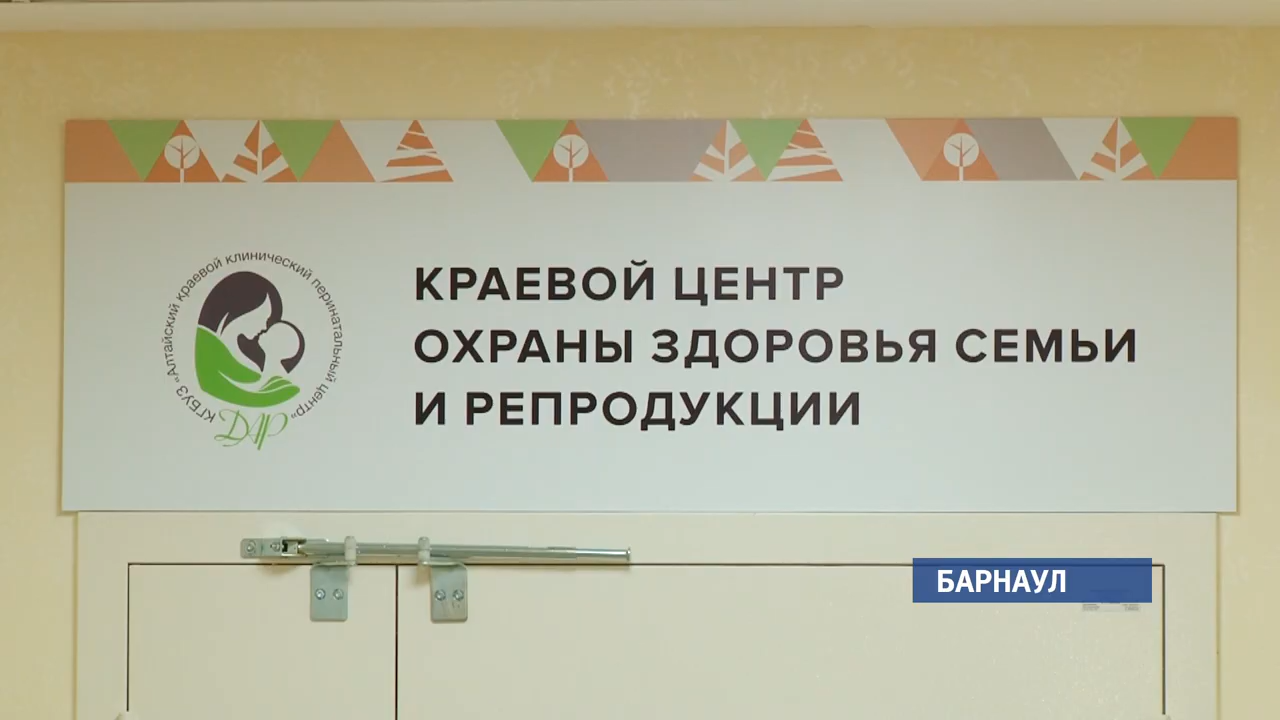 КРАЕВОЙ ЦЕНТР
ОХРАНЫ ЗДОРОВЬЯ СЕМЬИ
И РЕПРОДУКЦИИ
КГБУЗ «Алтайский краевой клинический перинатальный центр»
ДАР
БАРНАУЛ